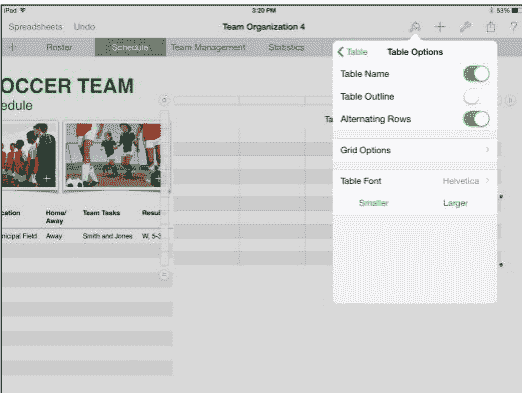 iPad 3:20 PM 53%
Spreadsheets Undo Team Organization 4 ?
Roster Schedule Team Management Statistics
Table Table Options
Table Name
Table Outline
Alternating Rows
Grid Options
Table Font Helvetica
Smaller Larger
OCCER TEAM
edule
Ta
cation Home/ Team Tasks Resul
Away
nicipal Field Away Smith and Jones W, 5-3